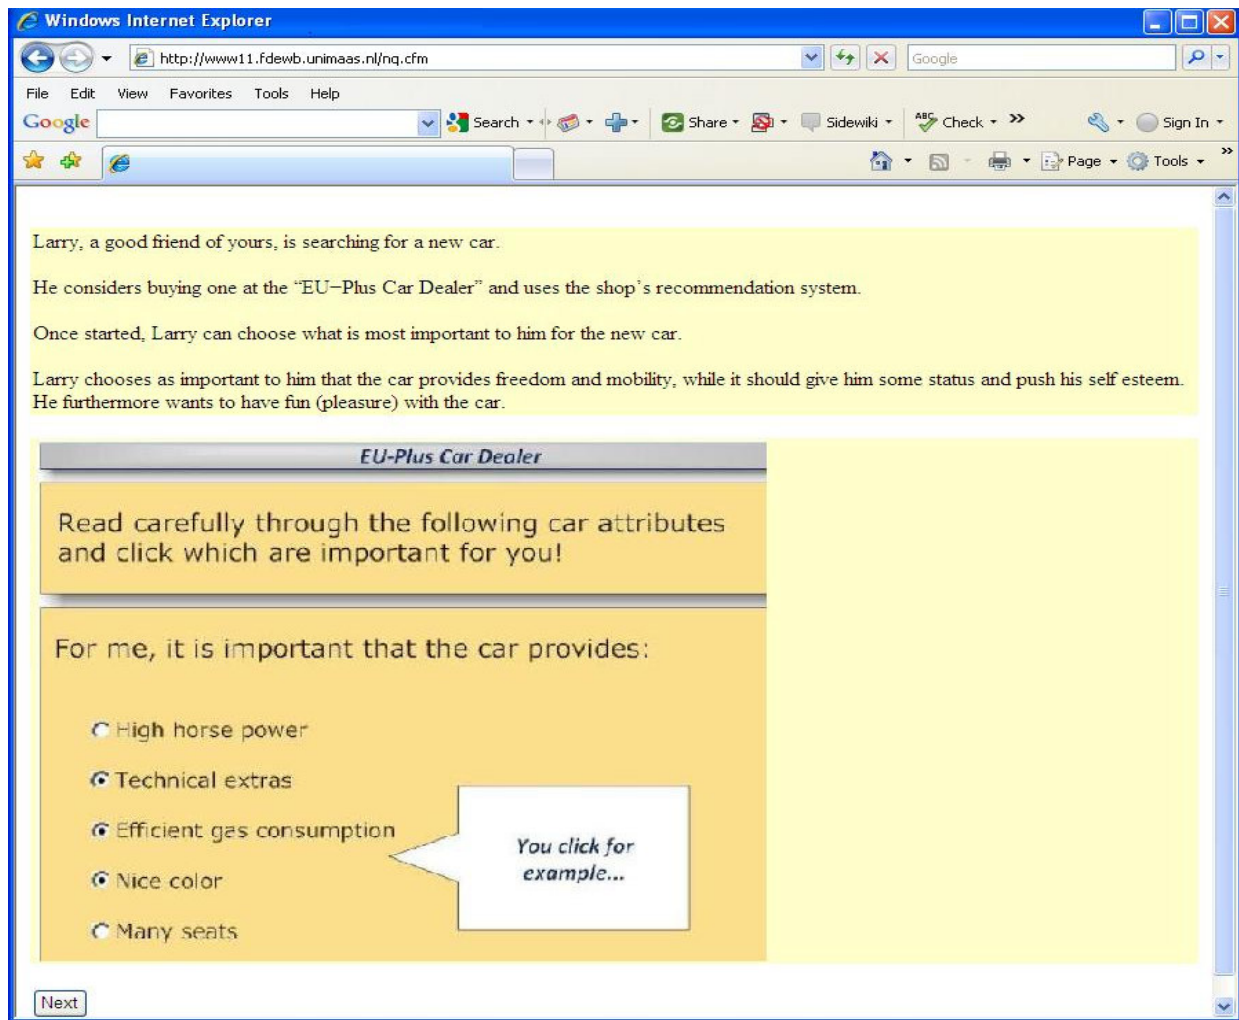 Windows Internet Explorer
http://www11.fdewb.unimaas.nl/nq.cfm
Google
File Edit View Favorites Tools Help
Google Search Share Sidewiki ABC Check » Sign In
Page Tools »
Larry, a good friend of yours, is searching for a new car.
He considers buying one at the “EU−Plus Car Dealer” and uses the shop’s recommendation system.
Once started, Larry can choose what is most important to him for the new car.
Larry chooses as important to him that the car provides freedom and mobility, while it should give him some status and push his self esteem.
He furthermore wants to have fun (pleasure) with the car.
EU-Plus Car Dealer
Read carefully through the following car attributes
and click which are important for you!
For me, it is important that the car provides:
High horse power
Technical extras
Efficient gas consumption
Nice color
Many seats
You click for
example...
Next